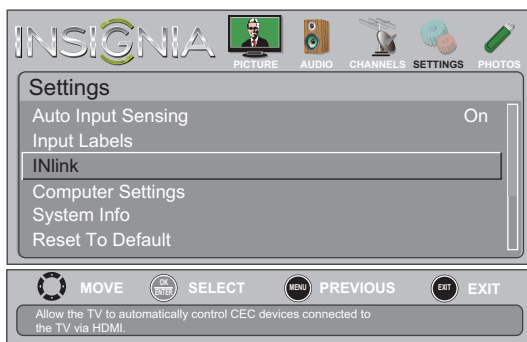 INSIGNIA
PICTURE AUDIO CHANNELS SETTINGS PHOTOS
Settings
Auto Input Sensing On
Input Labels
INlink
Computer Settings
System Info
Reset To Default
MOVE OK ENTER SELECT MENU PREVIOUS EXIT EXIT
Allow the TV to automatically control CEC devices connected to
the TV via HDMI.